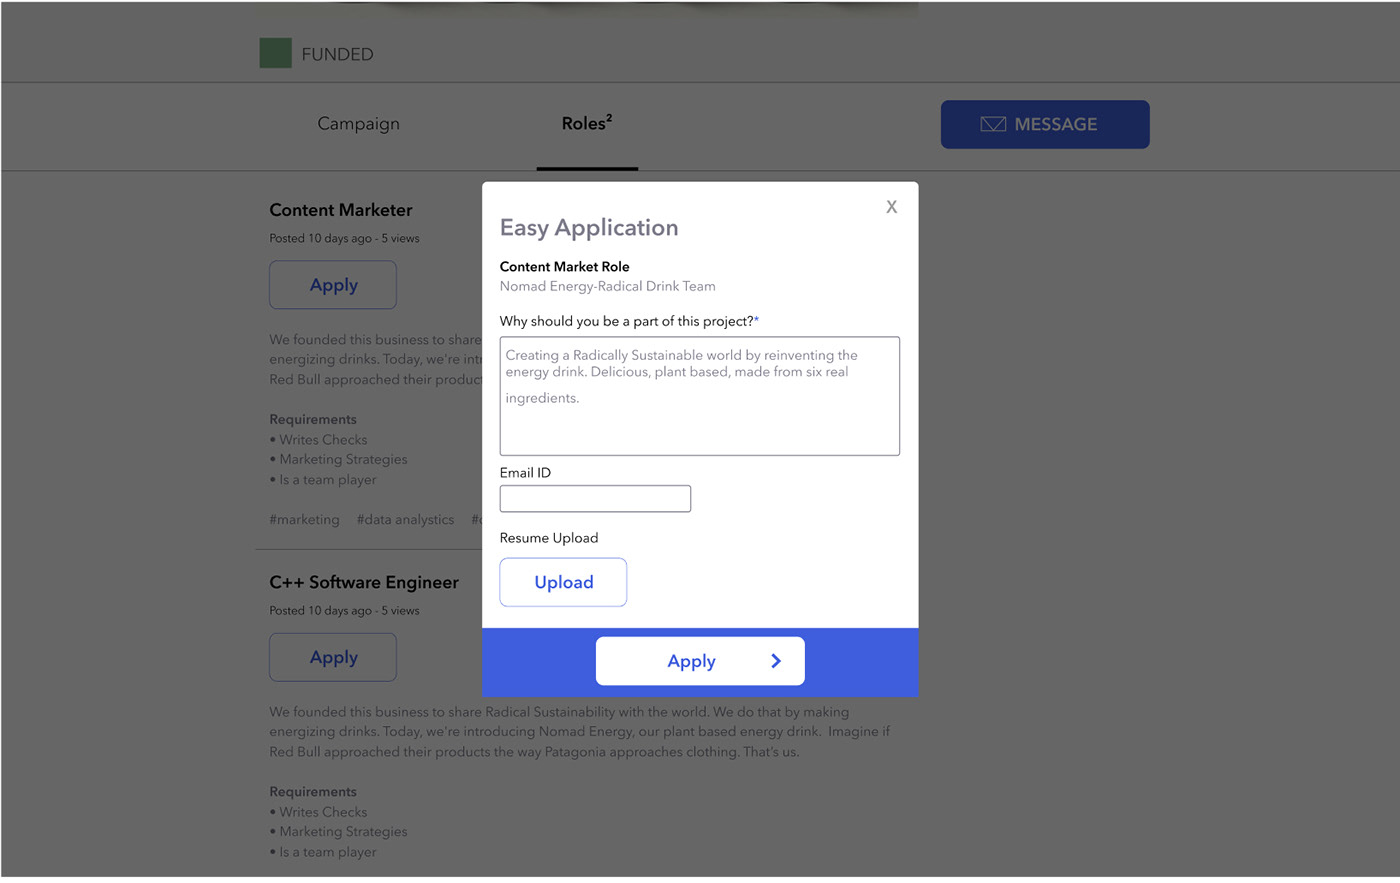 FUNDED
Campaign
Roles²
MESSAGE
Content Marketer
Posted 10 days ago - 5 views
Apply
We founded this business to share
energizing drinks. Today, we're int
Red Bull approached their product
Requirements
• Writes Checks
• Marketing Strategies
• Is a team player
#marketing #data analystics
X
Easy Application
Content Market Role
Nomad Energy-Radical Drink Team
Why should you be a part of this project?*
Creating a Radically Sustainable world by reinventing the
energy drink. Delicious, plant based, made from six real
ingredients.
Email ID
Resume Upload
Upload
Apply
C++ Software Engineer
Posted 10 days ago - 5 views
Apply
We founded this business to share Radical Sustainability with the world. We do that by making
energizing drinks. Today, we're introducing Nomad Energy, our plant based energy drink. Imagine if
Red Bull approached their products the way Patagonia approaches clothing. That's us.
Requirements
• Writes Checks
• Marketing Strategies
• Is a team player